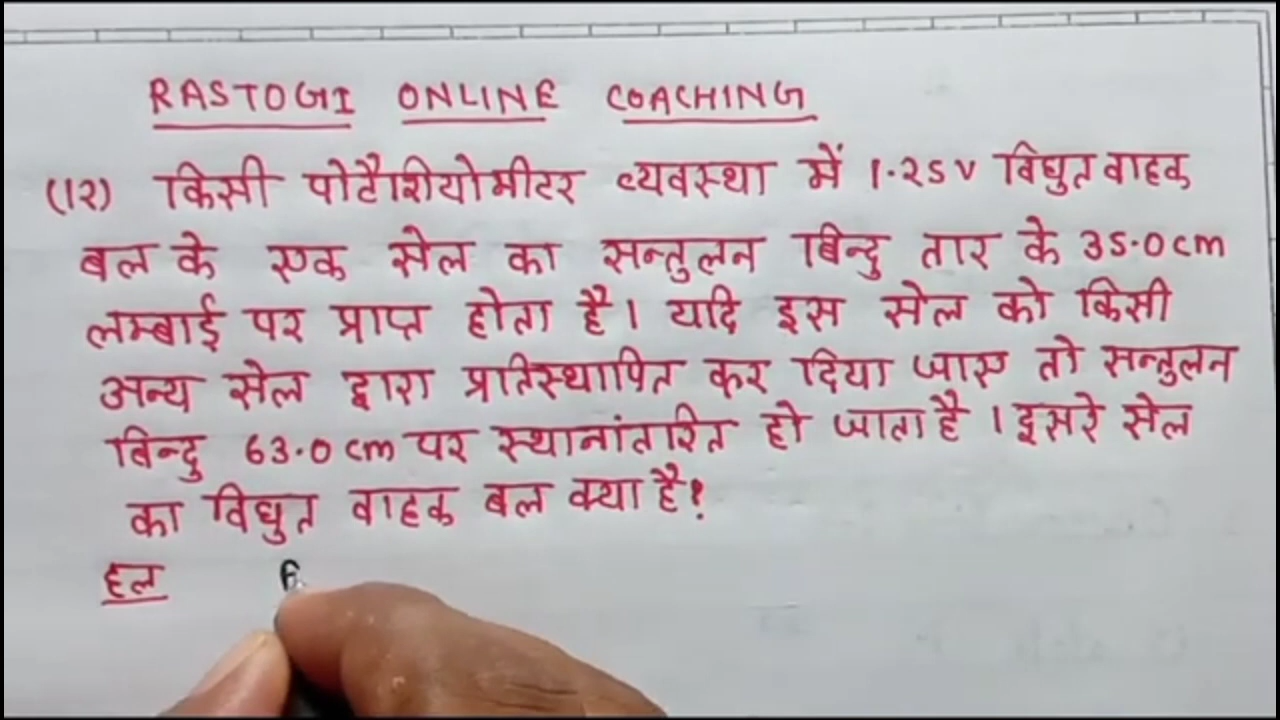 RASTOGI ONLINE COACHING
(12) किसी पोटैशियोमीटर व्यवस्था में 1.25V विधुत वाहक
बल के एक सेल का सन्तुलन बिन्दु तार के 35.0cm
लम्बाई पर प्राप्त होता है। यदि इस सेल को किसी
अन्य सेल द्वारा प्रतिस्थापित कर दिया जाए तो सन्तुलन
बिन्दु 63.0cm पर स्थानांतरित हो जाता है। इसरे सेल
का विधुत वाहक बल क्या है?
हल